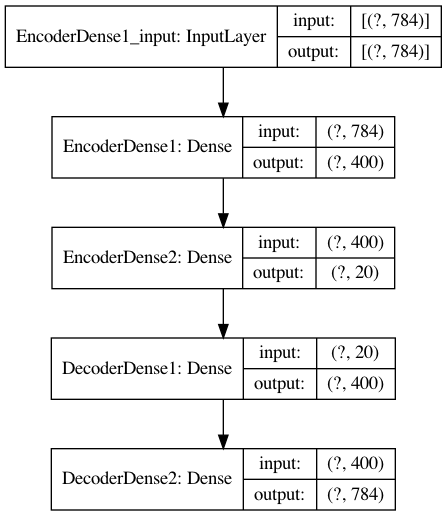 EncoderDense1_input: InputLayer
input: [(?, 784)]
output: [(?, 784)]
EncoderDense1: Dense
input: (?, 784)
output: (?, 400)
EncoderDense2: Dense
input: (?, 400)
output: (?, 20)
DecoderDense1: Dense
input: (?, 20)
output: (?, 400)
DecoderDense2: Dense
input: (?, 400)
output: (?, 784)